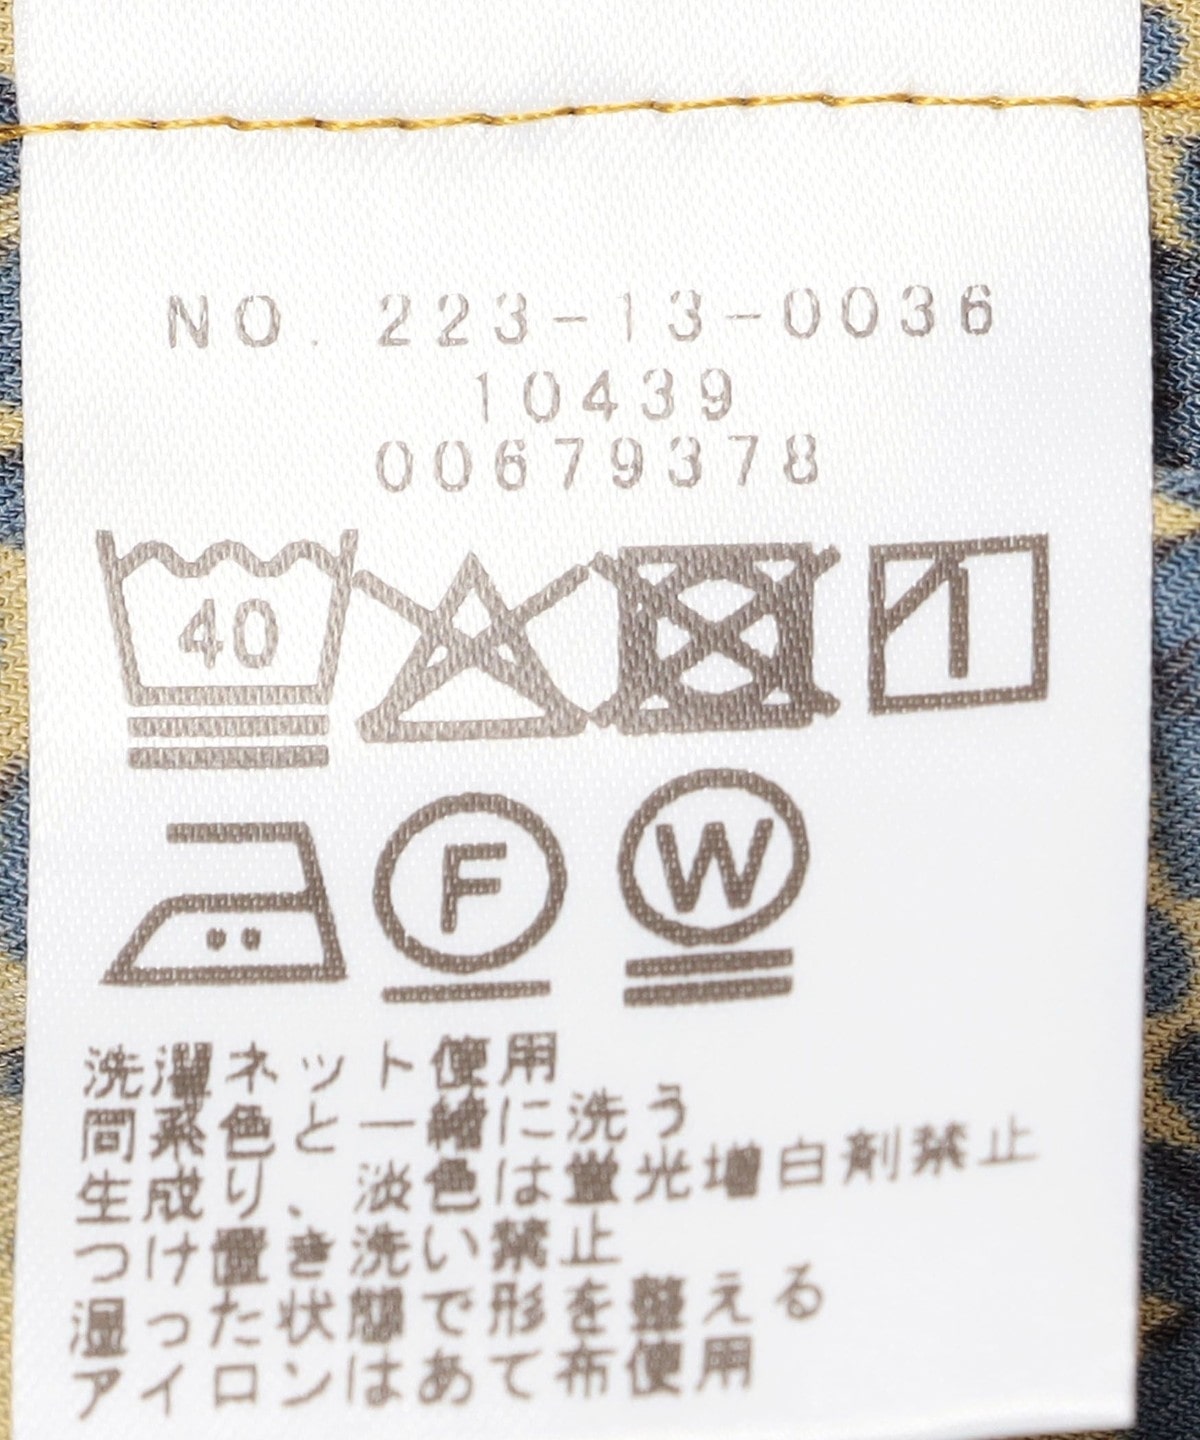 NO. 223-13-0036
10439
00679378
40
F W
洗濯ネット使用
同系色と一緒に洗う
生成り、淡色は蛍光増白剤禁止
つけ置き洗い禁止
湿った状態で形を整える
アイロンはあて布使用